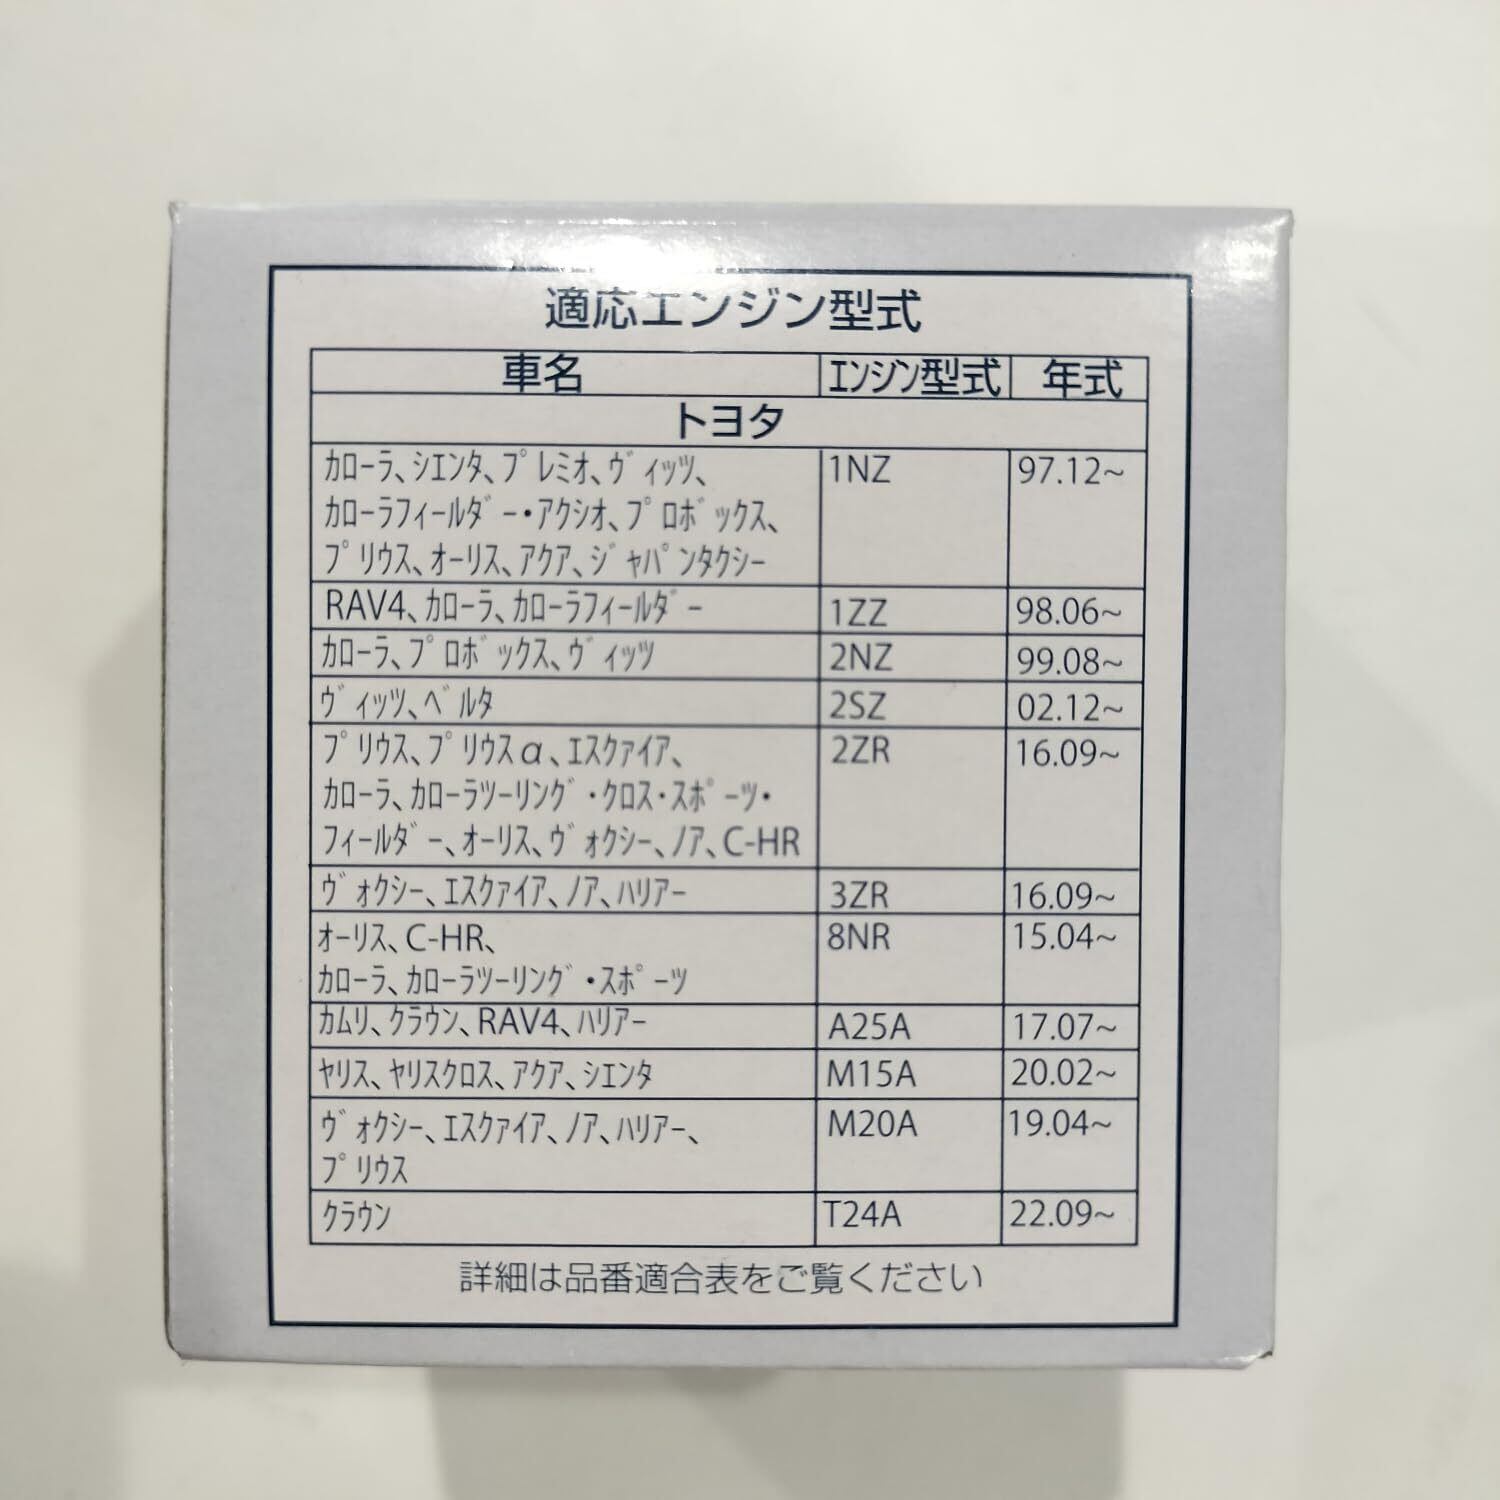 適応エンジン型式
車名 エンジン型式 年式
トヨタ
カローラ、シエンタ、プレミオ、ヴィッツ、 1NZ 97.12~
カローラフィールダー・アクシオ、プロボックス、
プリウス、オーリス、アクア、ジャパンタクシー
RAV4、カローラ、カローラフィールダー 1ZZ 98.06~
カローラ、プロボックス、ヴィッツ 2NZ 99.08~
ヴィッツ、ベルタ 2SZ 02.12~
プリウス、プリウスα、エスクァイア、 2ZR 16.09~
カローラ、カローラツーリング・クロス・スポーツ・
フィールダー、オーリス、ヴォクシー、ノア、C-HR
ヴォクシー、エスクァイア、ノア、ハリアー 3ZR 16.09~
オーリス、C-HR、 8NR 15.04~
カローラ、カローラツーリング・スポーツ
カムリ、クラウン、RAV4、ハリアー A25A 17.07~
ヤリス、ヤリスクロス、アクア、シエンタ M15A 20.02~
ヴォクシー、エスクァイア、ノア、ハリアー、 M20A 19.04~
プリウス
クラウン T24A 22.09~
詳細は品番適合表をご覧ください